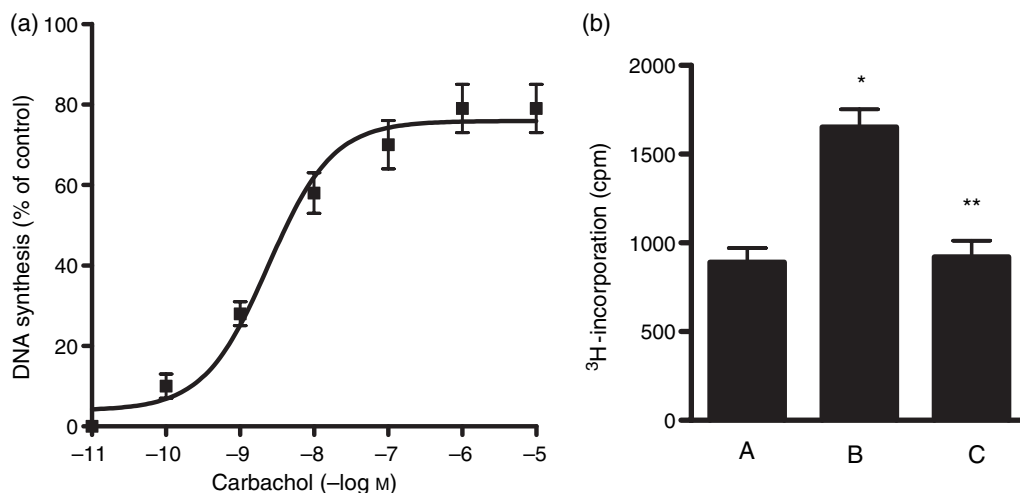 (a)
DNA synthesis (% of control)
100
80
60
40
20
0
–11 –10 –9 –8 –7 –6 –5
Carbachol (–log M)
(b)
³H-incorporation (cpm)
2000
1500
1000
500
0
*
**
A B C